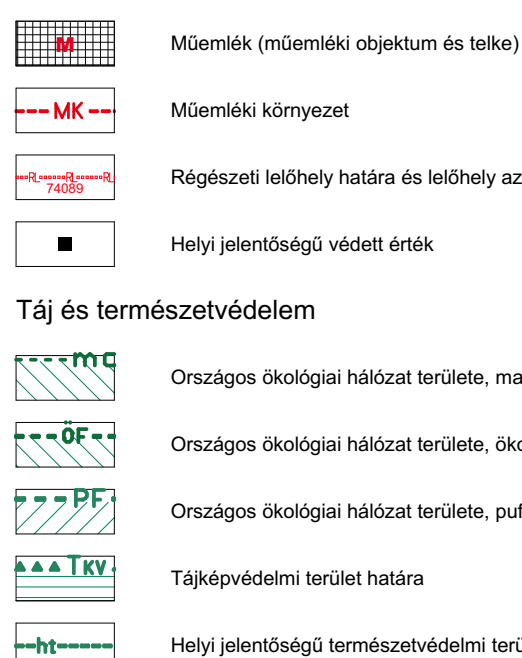 M Műemlék (műemléki objektum és telke)
MK Műemléki környezet
RL RL RL
74089 Régészeti lelőhely határa és lelőhely az
Helyi jelentőségű védett érték
Táj és természetvédelem
mc Országos ökológiai hálózat területe, ma
ÖF Országos ökológiai hálózat területe, öko
PF Országos ökológiai hálózat területe, puf
TKV Tájképvédelmi terület határa
ht Helyi jelentőségű természetvédelmi terü